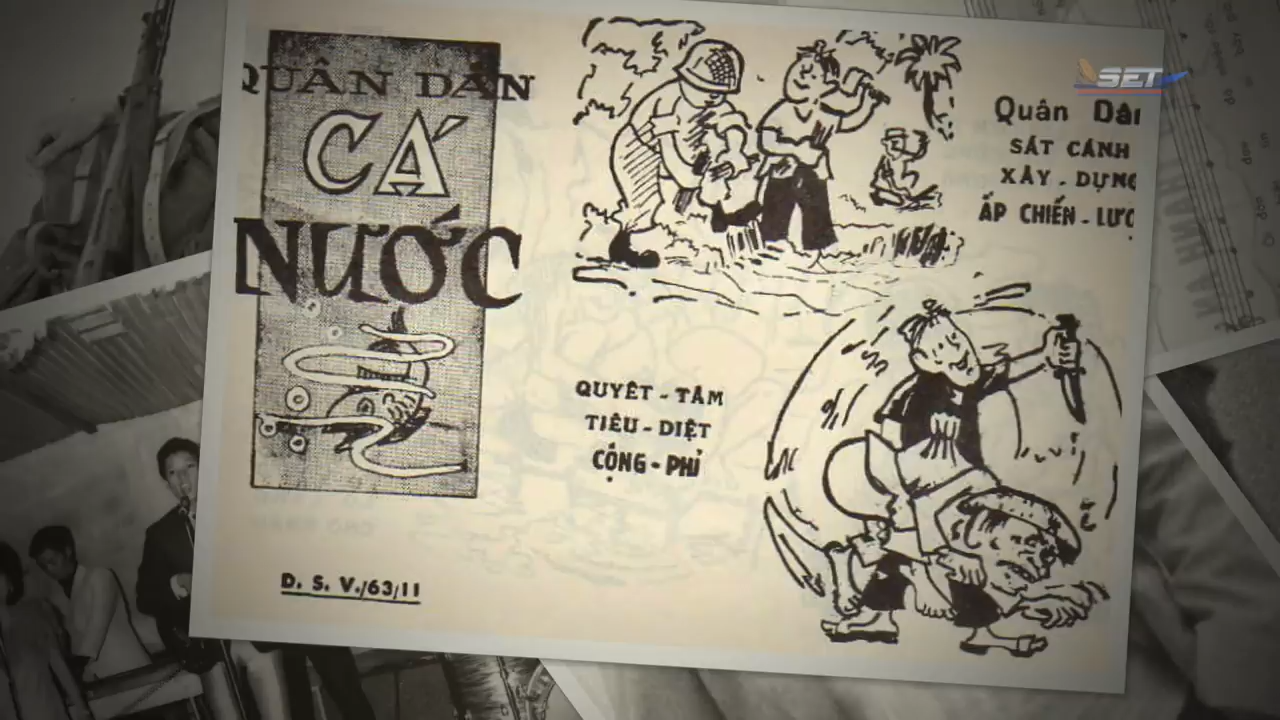 QUÂN DÂN
CÁ
NƯỚC
D. S. V./63/11
Quân Dân
SÁT CÁNH
XÂY - DỰNG
ẤP CHIẾN - LƯỢC
QUYẾT - TÂM
TIÊU - DIỆT
CỘNG - PHỈ
SET